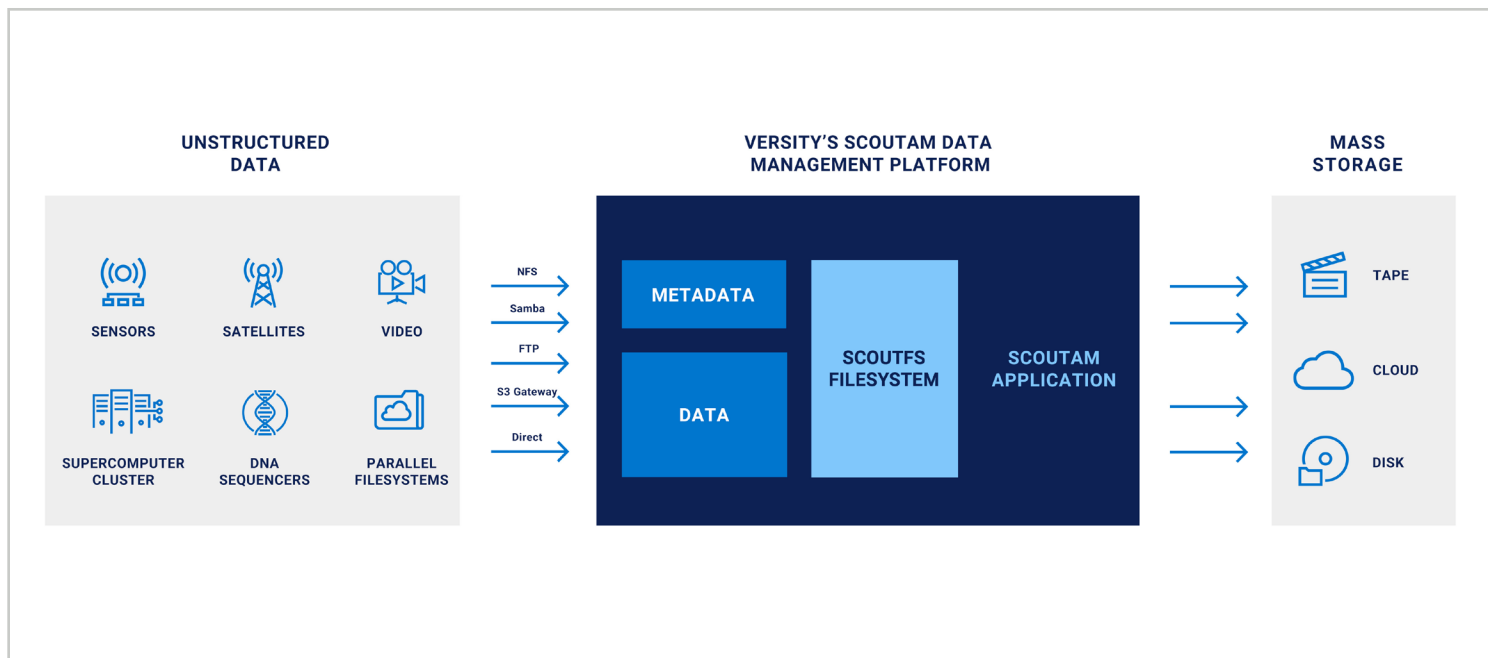 UNSTRUCTURED
DATA
SENSORS
SATELLITES
VIDEO
SUPERCOMPUTER
CLUSTER
DNA
SEQUENCERS
PARALLEL
FILESYSTEMS
NFS
Samba
FTP
S3 Gateway
Direct
VERSITY’S SCOUTAM DATA
MANAGEMENT PLATFORM
METADATA
DATA
SCOUTFS
FILESYSTEM
SCOUTAM
APPLICATION
MASS
STORAGE
TAPE
CLOUD
DISK